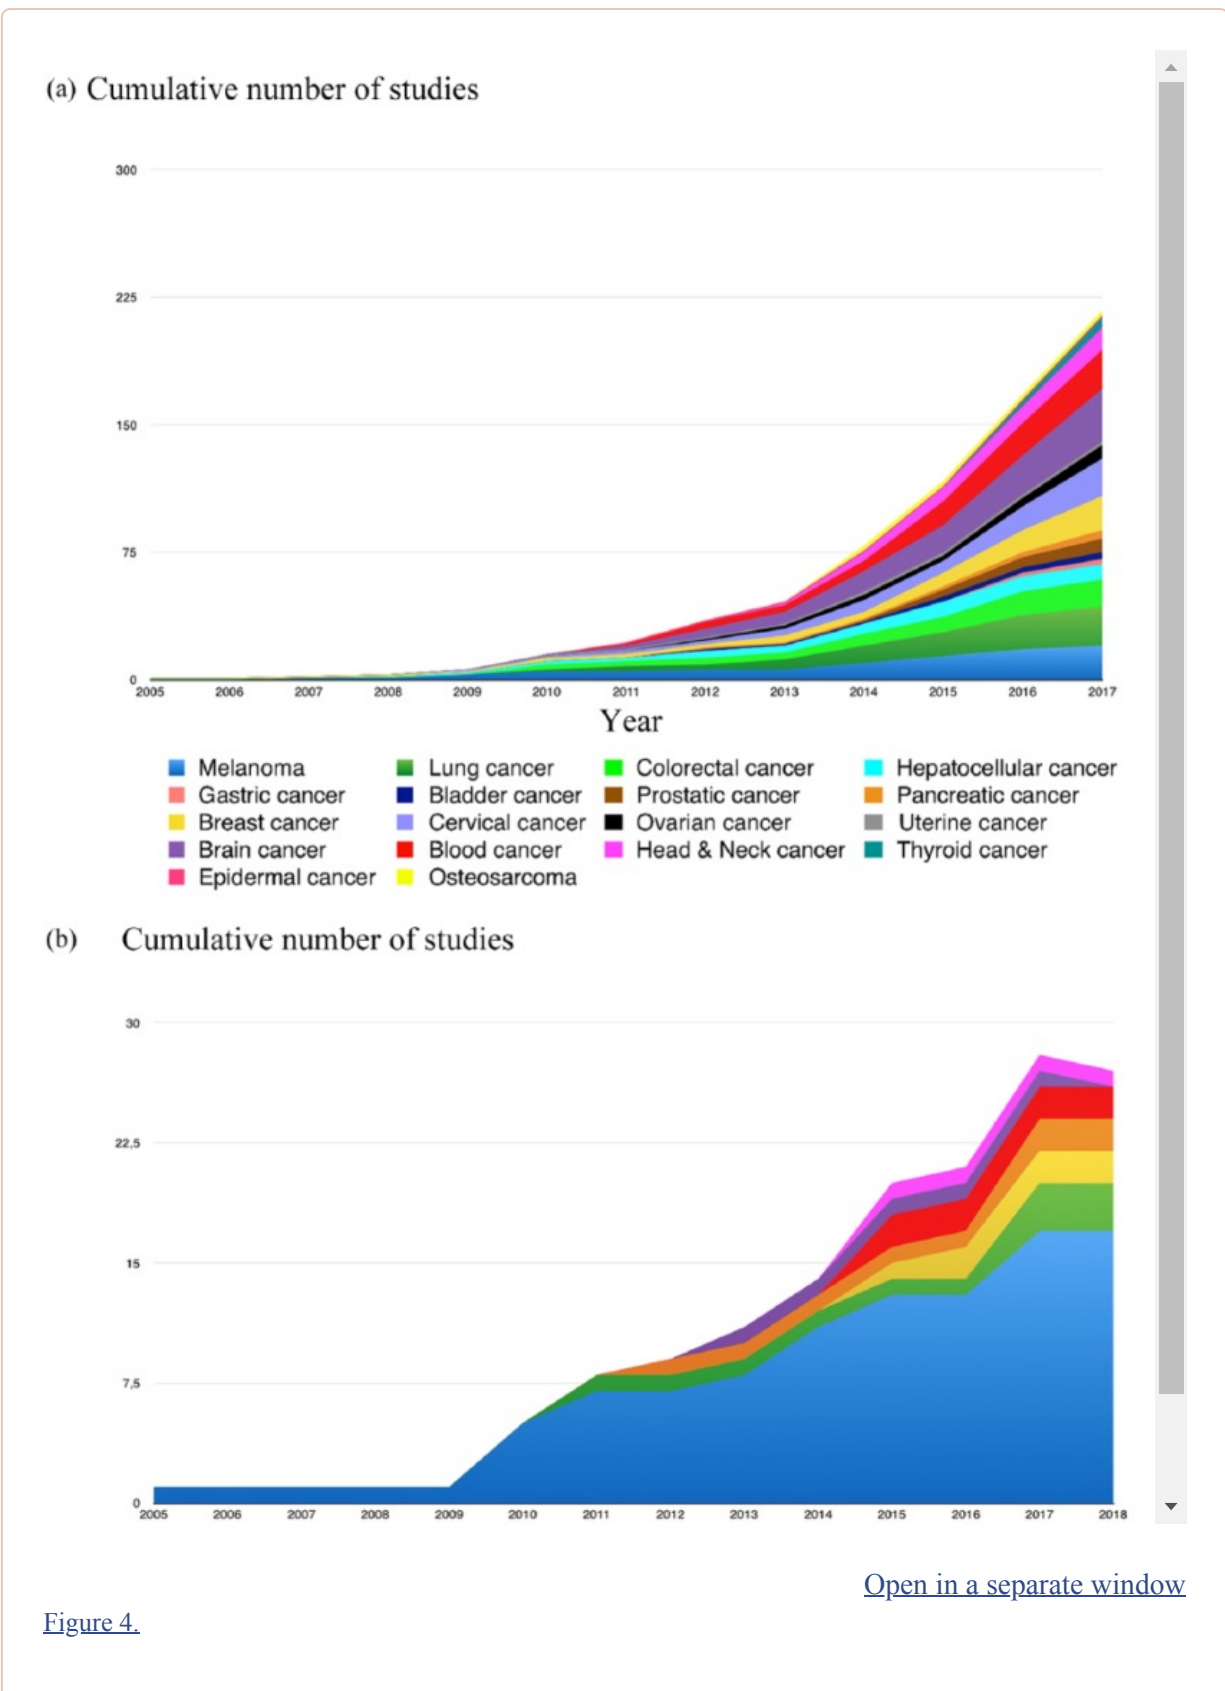 (a) Cumulative number of studies
300
225
150
75
0
2005 2006 2007 2008 2009 2010 2011 2012 2013 2014 2015 2016 2017
Year
Melanoma Lung cancer Colorectal cancer Hepatocellular cancer
Gastric cancer Bladder cancer Prostatic cancer Pancreatic cancer
Breast cancer Cervical cancer Ovarian cancer Uterine cancer
Brain cancer Blood cancer Head & Neck cancer Thyroid cancer
Epidermal cancer Osteosarcoma
(b) Cumulative number of studies
30
22,5
15
7,5
0
2005 2006 2007 2008 2009 2010 2011 2012 2013 2014 2015 2016 2017 2018
Open in a separate window
Figure 4.